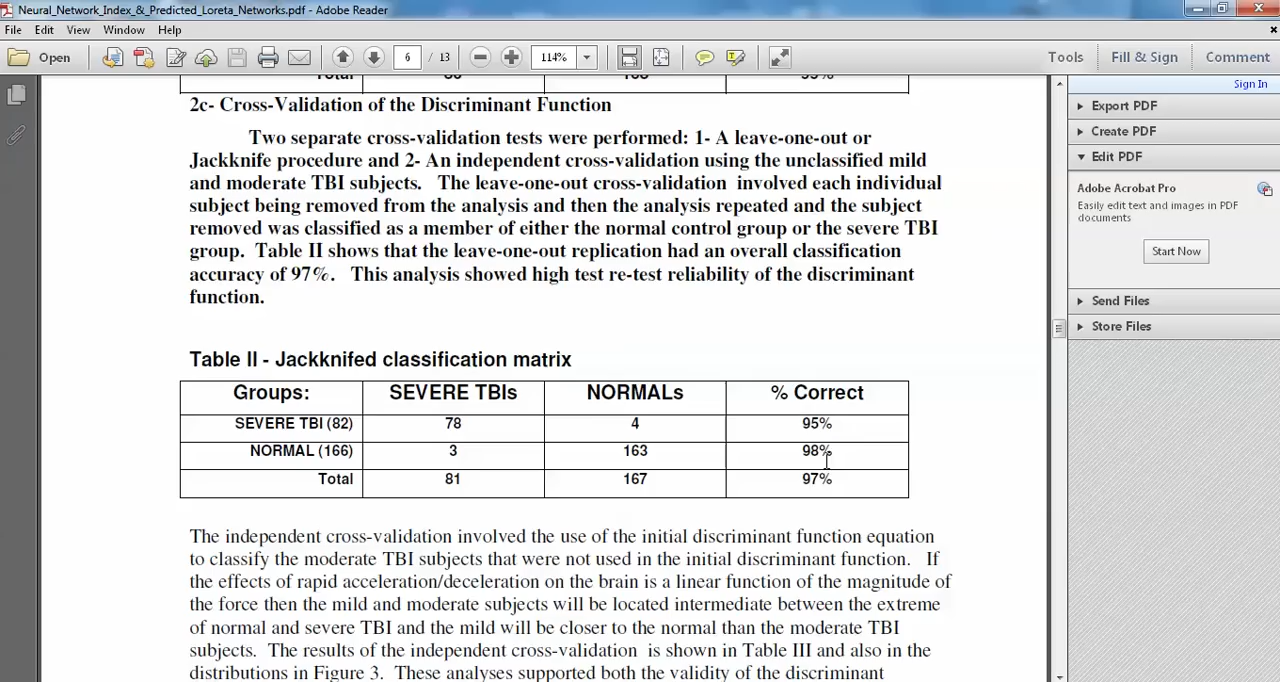 Neural_Network_Index_&_Predicted_Loreta_Networks.pdf - Adobe Reader
File Edit View Window Help
Open 6 / 13 114% Tools Fill & Sign Comment
Sign In
Export PDF
Create PDF
Edit PDF
Adobe Acrobat Pro
Easily edit text and images in PDF
documents
Start Now
Send Files
Store Files
Total
2c- Cross-Validation of the Discriminant Function
Two separate cross-validation tests were performed: 1- A leave-one-out or
Jackknife procedure and 2- An independent cross-validation using the unclassified mild
and moderate TBI subjects. The leave-one-out cross-validation involved each individual
subject being removed from the analysis and then the analysis repeated and the subject
removed was classified as a member of either the normal control group or the severe TBI
group. Table II shows that the leave-one-out replication had an overall classification
accuracy of 97%. This analysis showed high test re-test reliability of the discriminant
function.
Table II - Jackknifed classification matrix
Groups: SEVERE TBIs NORMALs % Correct
SEVERE TBI (82) 78 4 95%
NORMAL (166) 3 163 98%
Total 81 167 97%
The independent cross-validation involved the use of the initial discriminant function equation
to classify the moderate TBI subjects that were not used in the initial discriminant function. If
the effects of rapid acceleration/deceleration on the brain is a linear function of the magnitude of
the force then the mild and moderate subjects will be located intermediate between the extreme
of normal and severe TBI and the mild will be closer to the normal than the moderate TBI
subjects. The results of the independent cross-validation is shown in Table III and also in the
distributions in Figure 3. These analyses supported both the validity of the discriminant